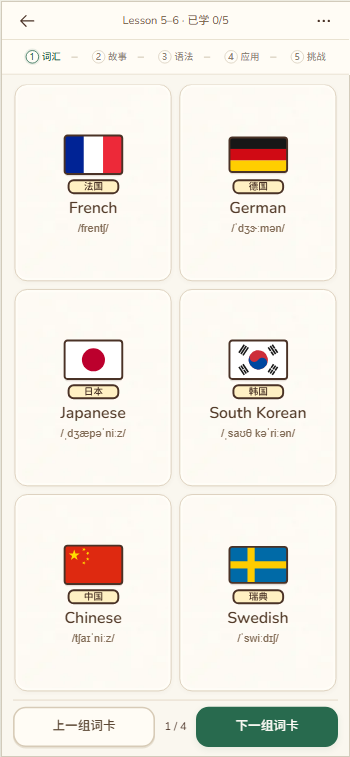 Lesson 5–6 · 已学 0/5
1 词汇 – 2 故事 – 3 语法 – 4 应用 – 5 挑战
法国
French
/frentʃ/
德国
German
/ˈdʒɝːmən/
日本
Japanese
/ˌdʒæpəˈniːz/
韩国
South Korean
/ˌsaʊθ kəˈriːən/
中国
Chinese
/tʃaɪˈniːz/
瑞典
Swedish
/ˈswiːdɪʃ/
上一组词卡
1 / 4
下一组词卡